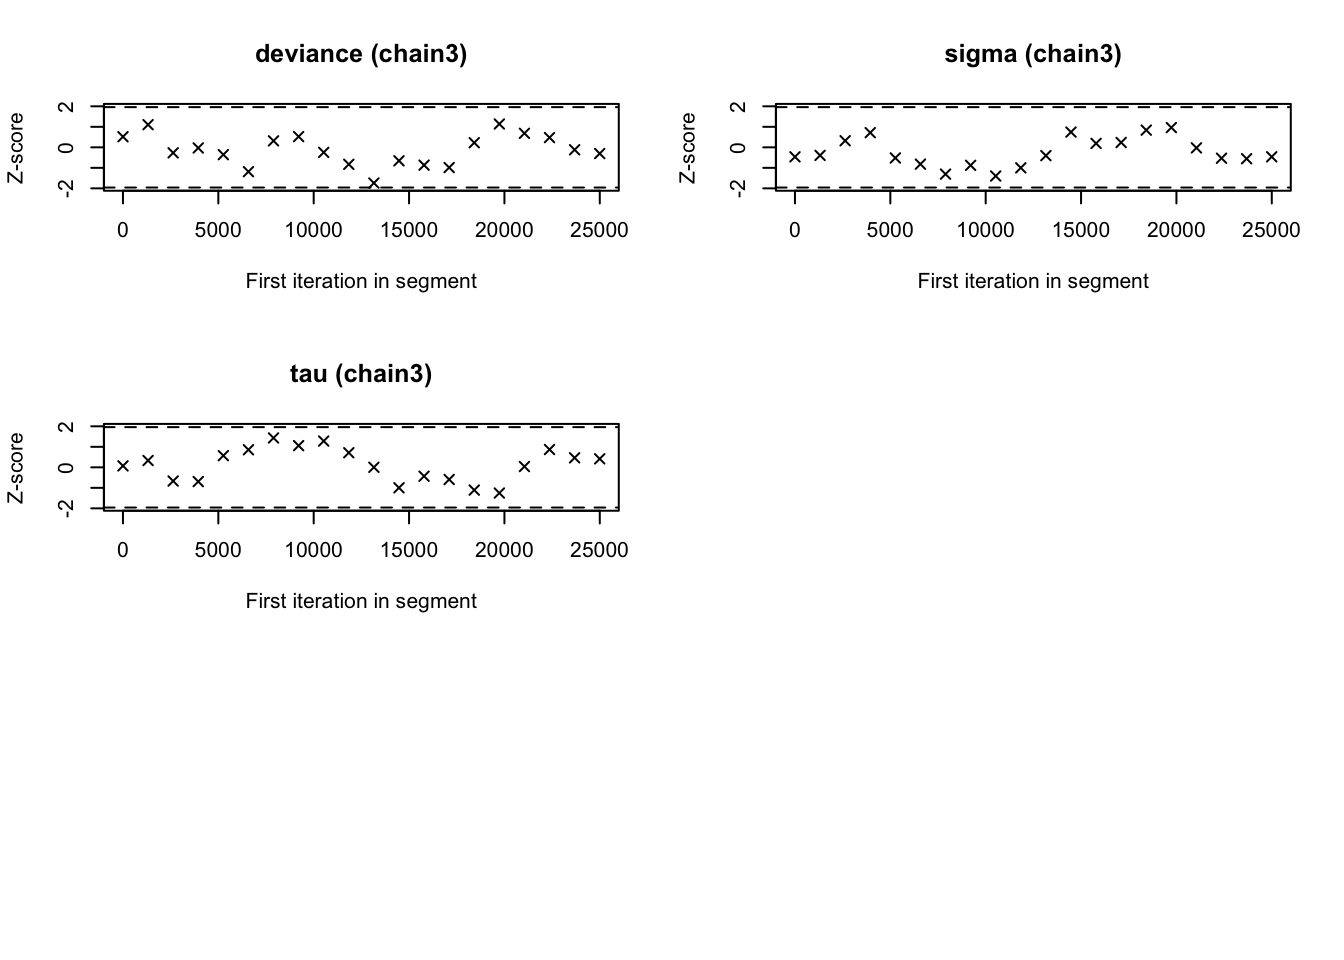 deviance (chain3)
Z-score
2
0
-2
0 5000 10000 15000 20000 25000
First iteration in segment
sigma (chain3)
Z-score
2
0
-2
0 5000 10000 15000 20000 25000
First iteration in segment
tau (chain3)
Z-score
2
0
-2
0 5000 10000 15000 20000 25000
First iteration in segment